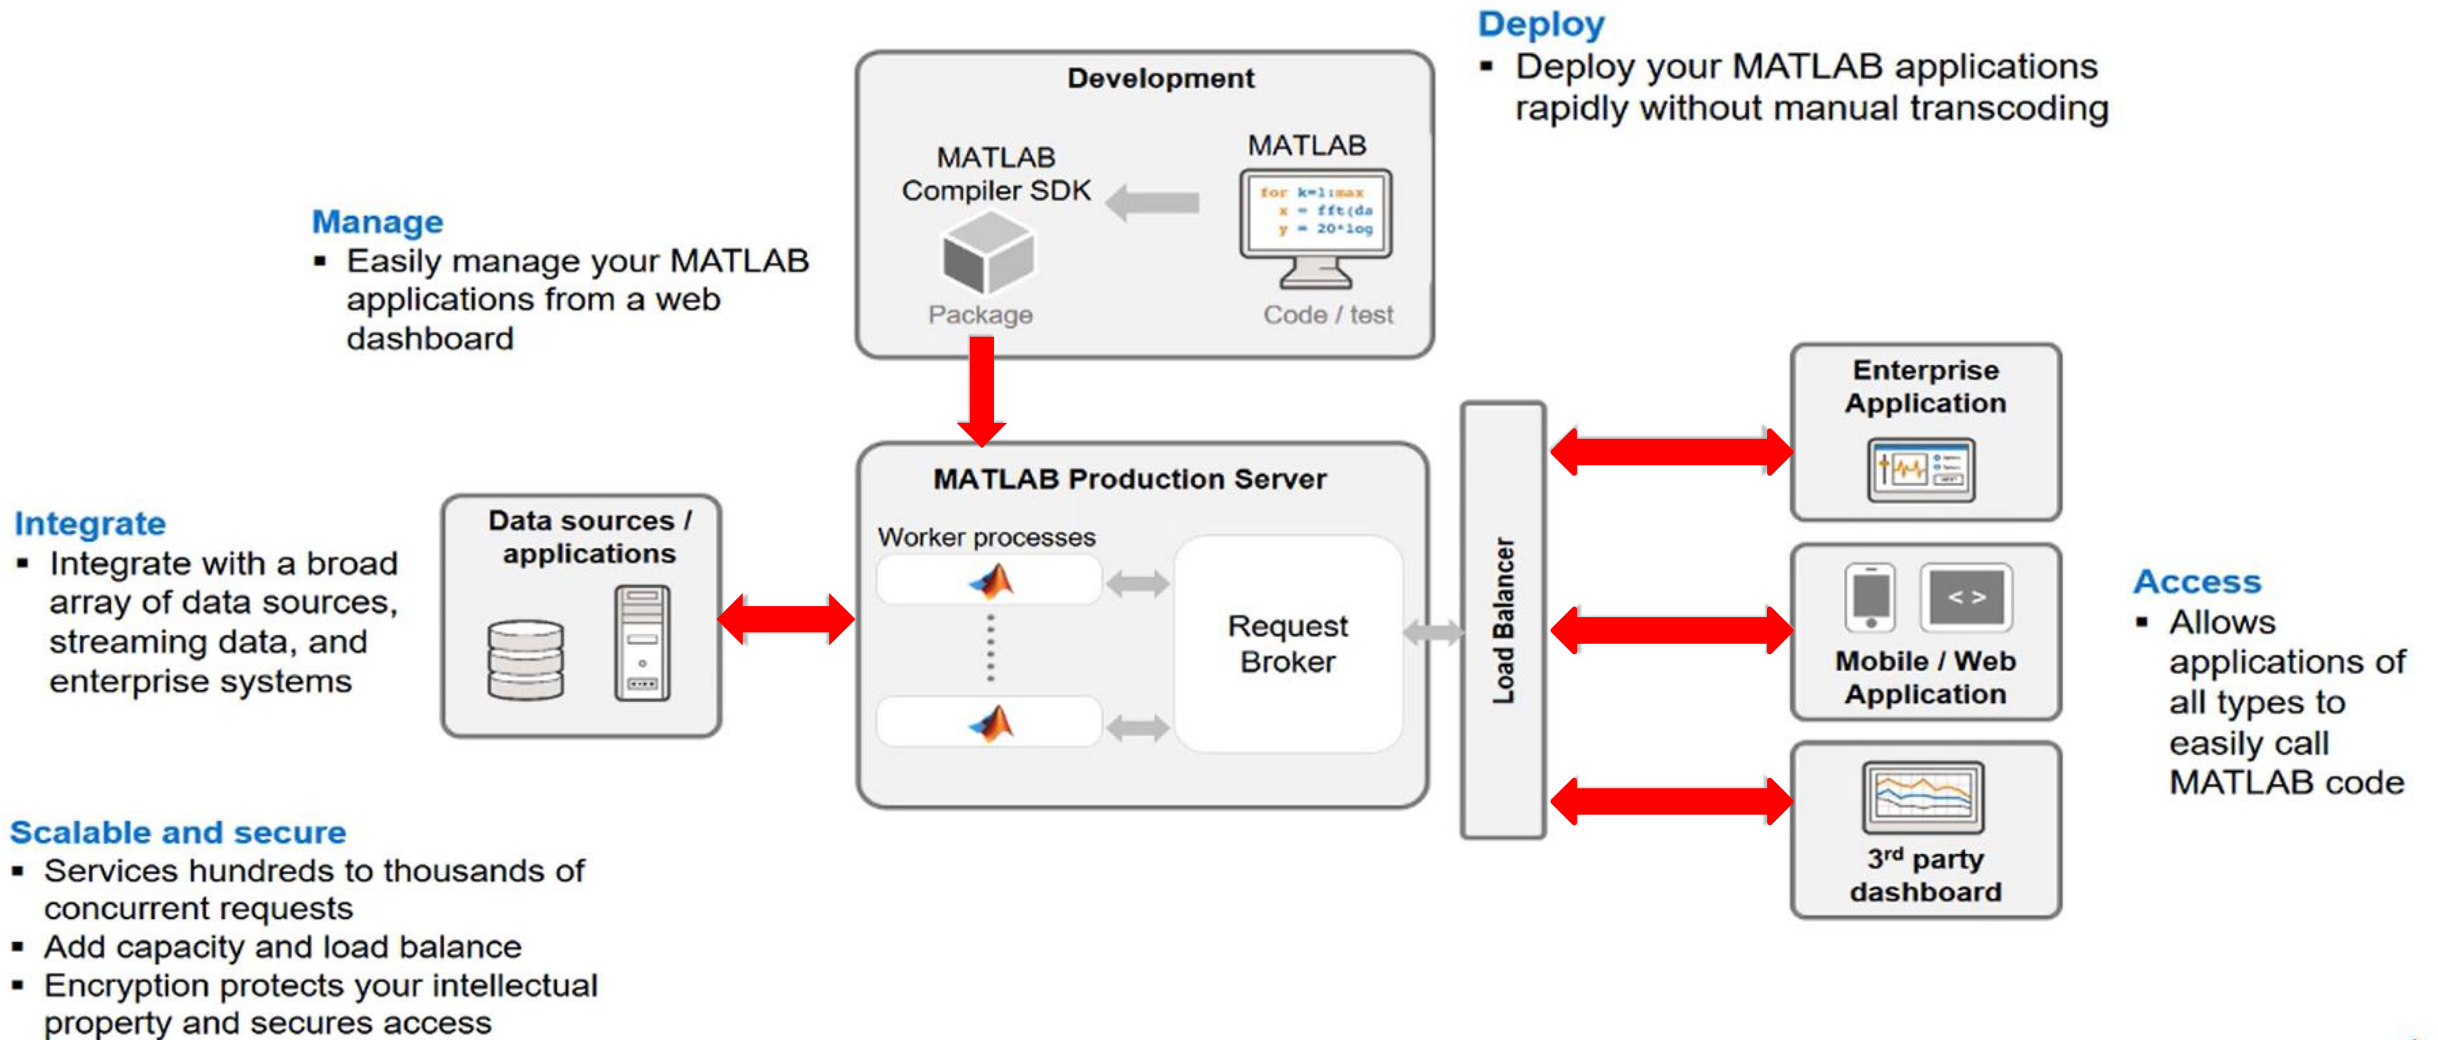 Deploy
▪ Deploy your MATLAB applications
rapidly without manual transcoding
Development
MATLAB
Compiler SDK
Package
MATLAB
for k=1:max
x = fft(da
y = 20*log
Code / test
Manage
▪ Easily manage your MATLAB
applications from a web
dashboard
Integrate
▪ Integrate with a broad
array of data sources,
streaming data, and
enterprise systems
Data sources /
applications
MATLAB Production Server
Worker processes
Request
Broker
Load Balancer
Enterprise
Application
< >
Mobile / Web
Application
3rd party
dashboard
Access
▪ Allows
applications of
all types to
easily call
MATLAB code
Scalable and secure
▪ Services hundreds to thousands of
concurrent requests
▪ Add capacity and load balance
▪ Encryption protects your intellectual
property and secures access